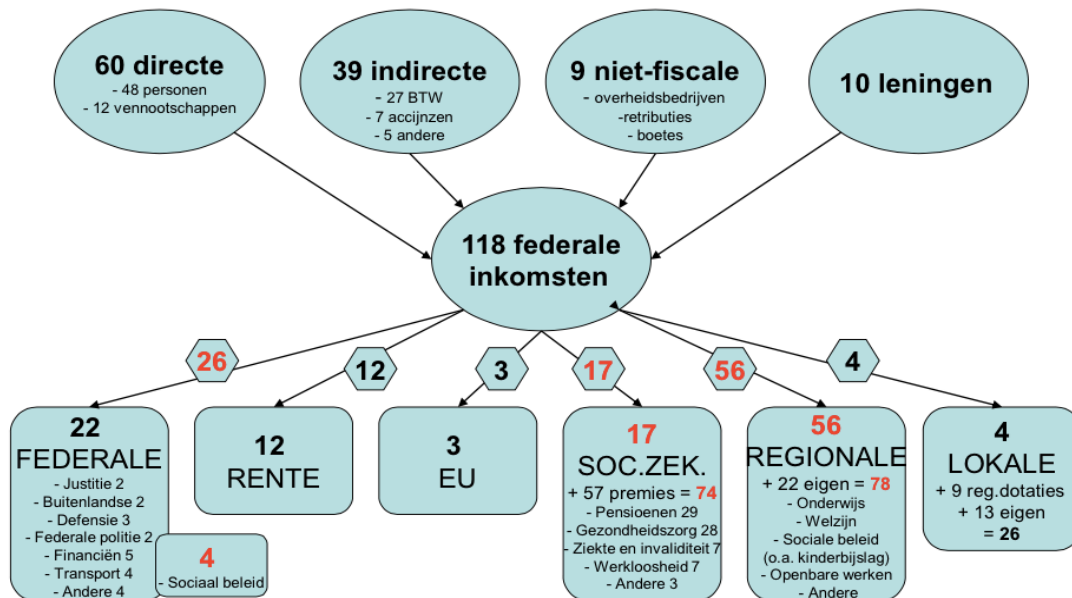 60 directe
- 48 personen
- 12 vennootschappen
39 indirecte
- 27 BTW
- 7 accijnzen
- 5 andere
9 niet-fiscale
- overheidsbedrijven
-retributies
- boetes
10 leningen
118 federale
inkomsten
26
12
3
17
56
4
22
FEDERALE
- Justitie 2
- Buitenlandse 2
- Defensie 3
- Federale politie 2
- Financiën 5
- Transport 4
- Andere 4
4
- Sociaal beleid
12
RENTE
3
EU
17
SOC.ZEK.
+ 57 premies = 74
- Pensioenen 29
- Gezondheidszorg 28
- Ziekte en invaliditeit 7
- Werkloosheid 7
- Andere 3
56
REGIONALE
+ 22 eigen = 78
- Onderwijs
- Welzijn
- Sociale beleid
(o.a. kinderbijslag)
- Openbare werken
- Andere
4
LOKALE
+ 9 reg.dotaties
+ 13 eigen
= 26